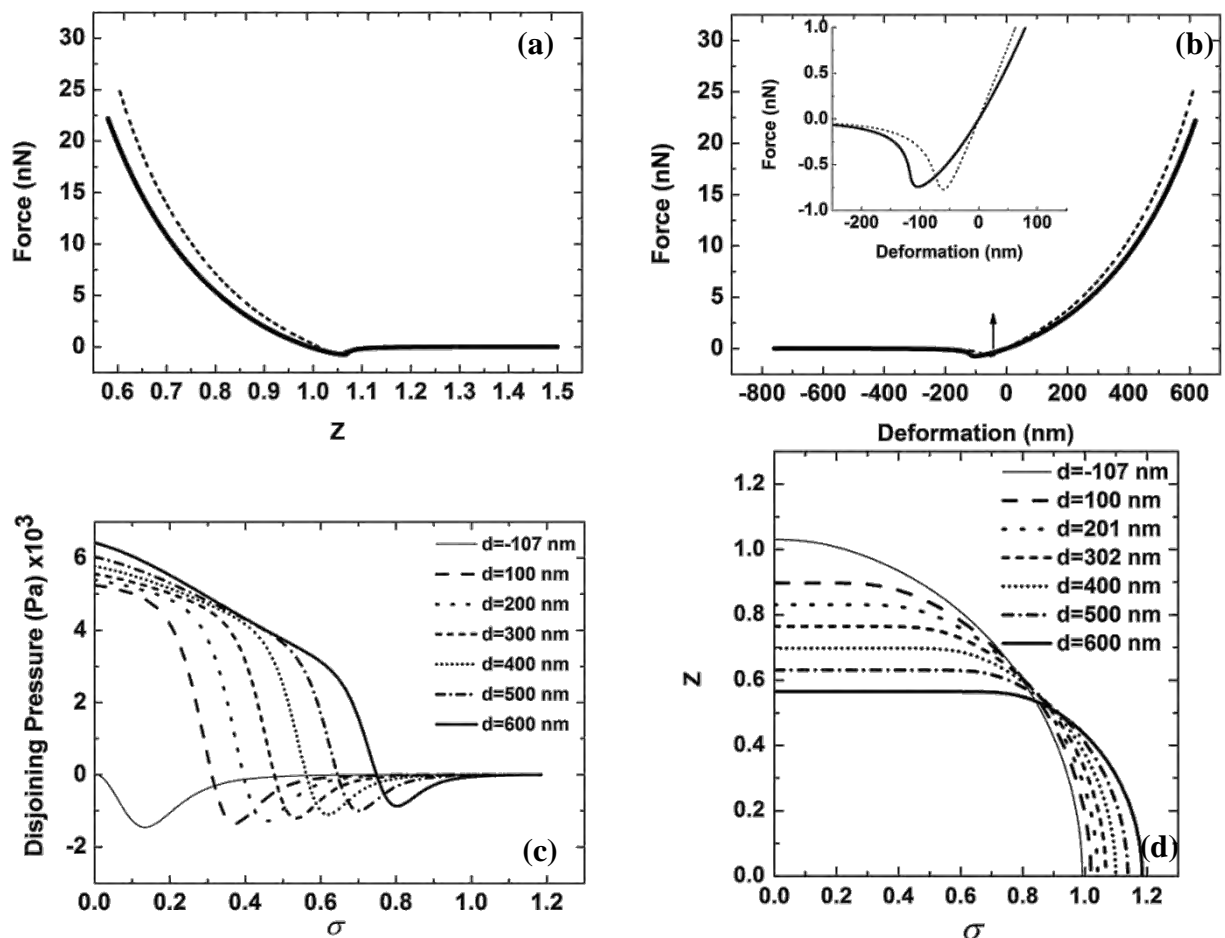 (a)
Force (nN)
30
25
20
15
10
5
0
0.6 0.7 0.8 0.9 1.0 1.1 1.2 1.3 1.4 1.5
z
(b)
Force (nN)
30
25
20
15
10
5
0
-800 -600 -400 -200 0 200 400 600
Deformation (nm)
Force (nN)
1.0
0.5
0.0
-0.5
-1.0
-200 -100 0 100
Deformation (nm)
(c)
Disjoining Pressure (Pa) x10³
6
4
2
0
-2
d=-107 nm
d=100 nm
d=200 nm
d=300 nm
d=400 nm
d=500 nm
d=600 nm
0.0 0.2 0.4 0.6 0.8 1.0 1.2
σ
(d)
z
1.2
1.0
0.8
0.6
0.4
0.2
0.0
d=-107 nm
d=100 nm
d=201 nm
d=302 nm
d=400 nm
d=500 nm
d=600 nm
0.0 0.2 0.4 0.6 0.8 1.0 1.2
σ